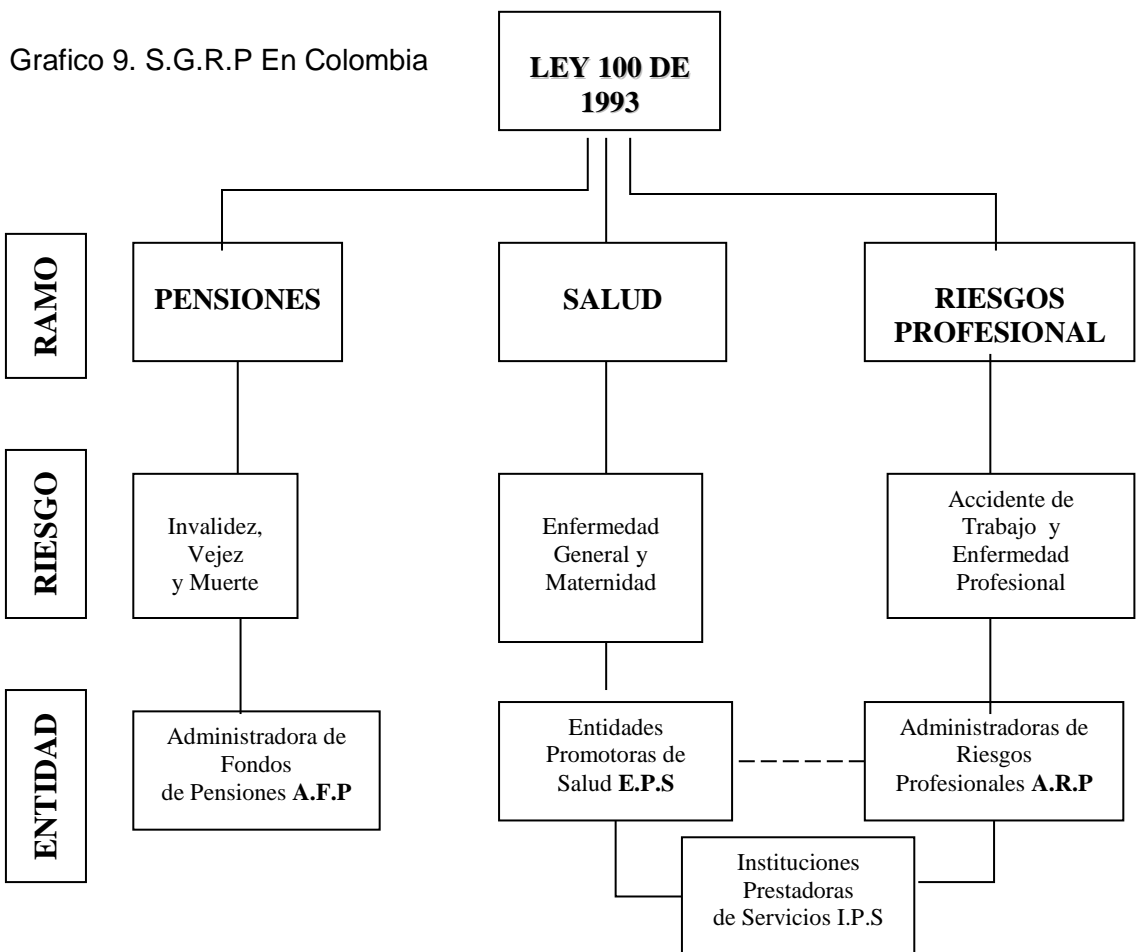 Grafico 9. S.G.R.P En Colombia
LEY 100 DE
1993
RAMO
PENSIONES
SALUD
RIESGOS
PROFESIONAL
RIESGO
Invalidez,
Vejez
y Muerte
Enfermedad
General y
Maternidad
Accidente de
Trabajo y
Enfermedad
Profesional
ENTIDAD
Administradora de
Fondos
de Pensiones A.F.P
Entidades
Promotoras de
Salud E.P.S
Administradoras de
Riesgos
Profesionales A.R.P
Instituciones
Prestadoras
de Servicios I.P.S